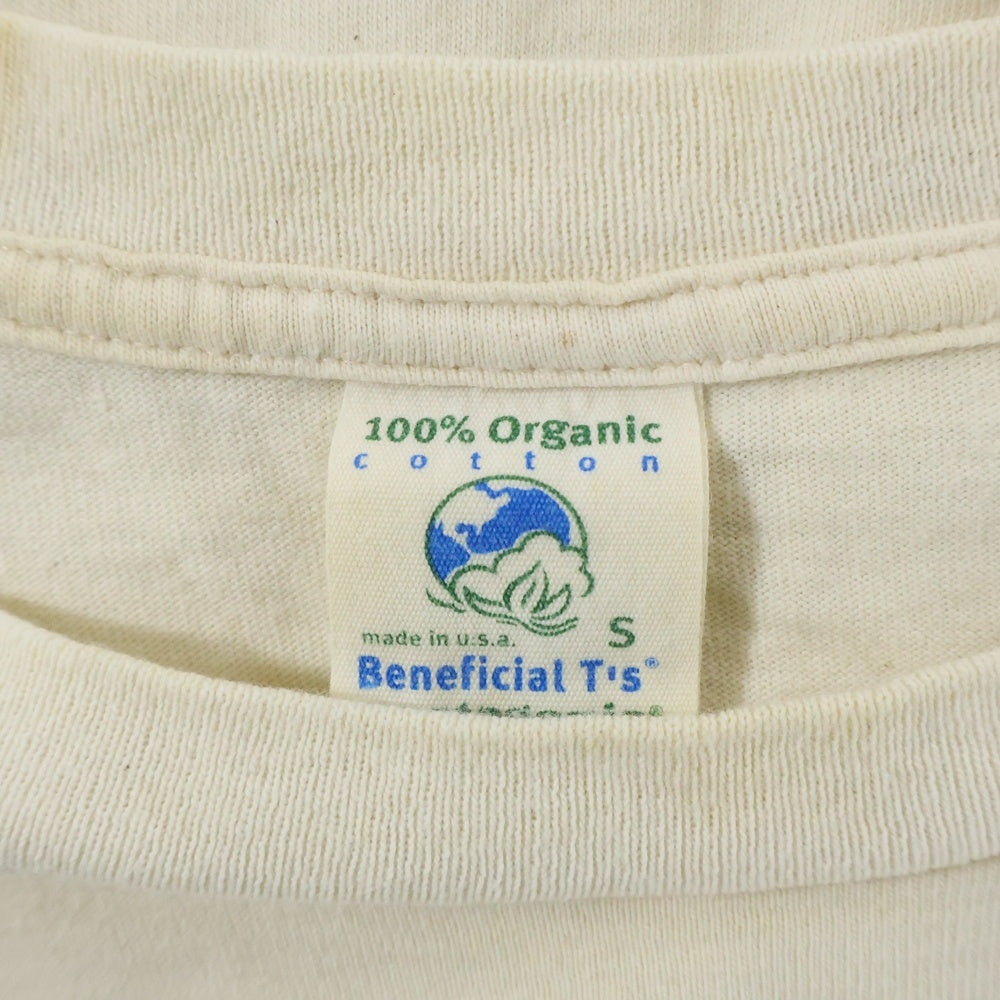 100% Organic
cotton
S
made in u.s.a.
Beneficial T's®